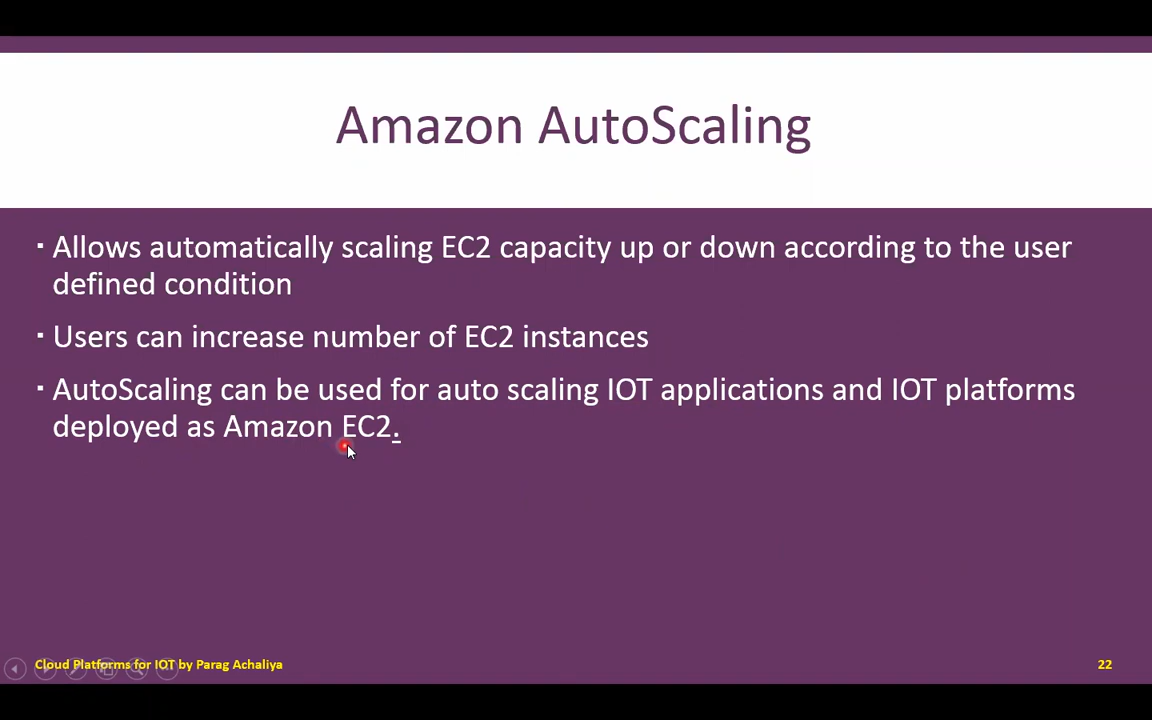 Amazon AutoScaling
▪ Allows automatically scaling EC2 capacity up or down according to the user
defined condition
▪ Users can increase number of EC2 instances
▪ AutoScaling can be used for auto scaling IOT applications and IOT platforms
deployed as Amazon EC2.
Cloud Platforms for IOT by Parag Achaliya
22